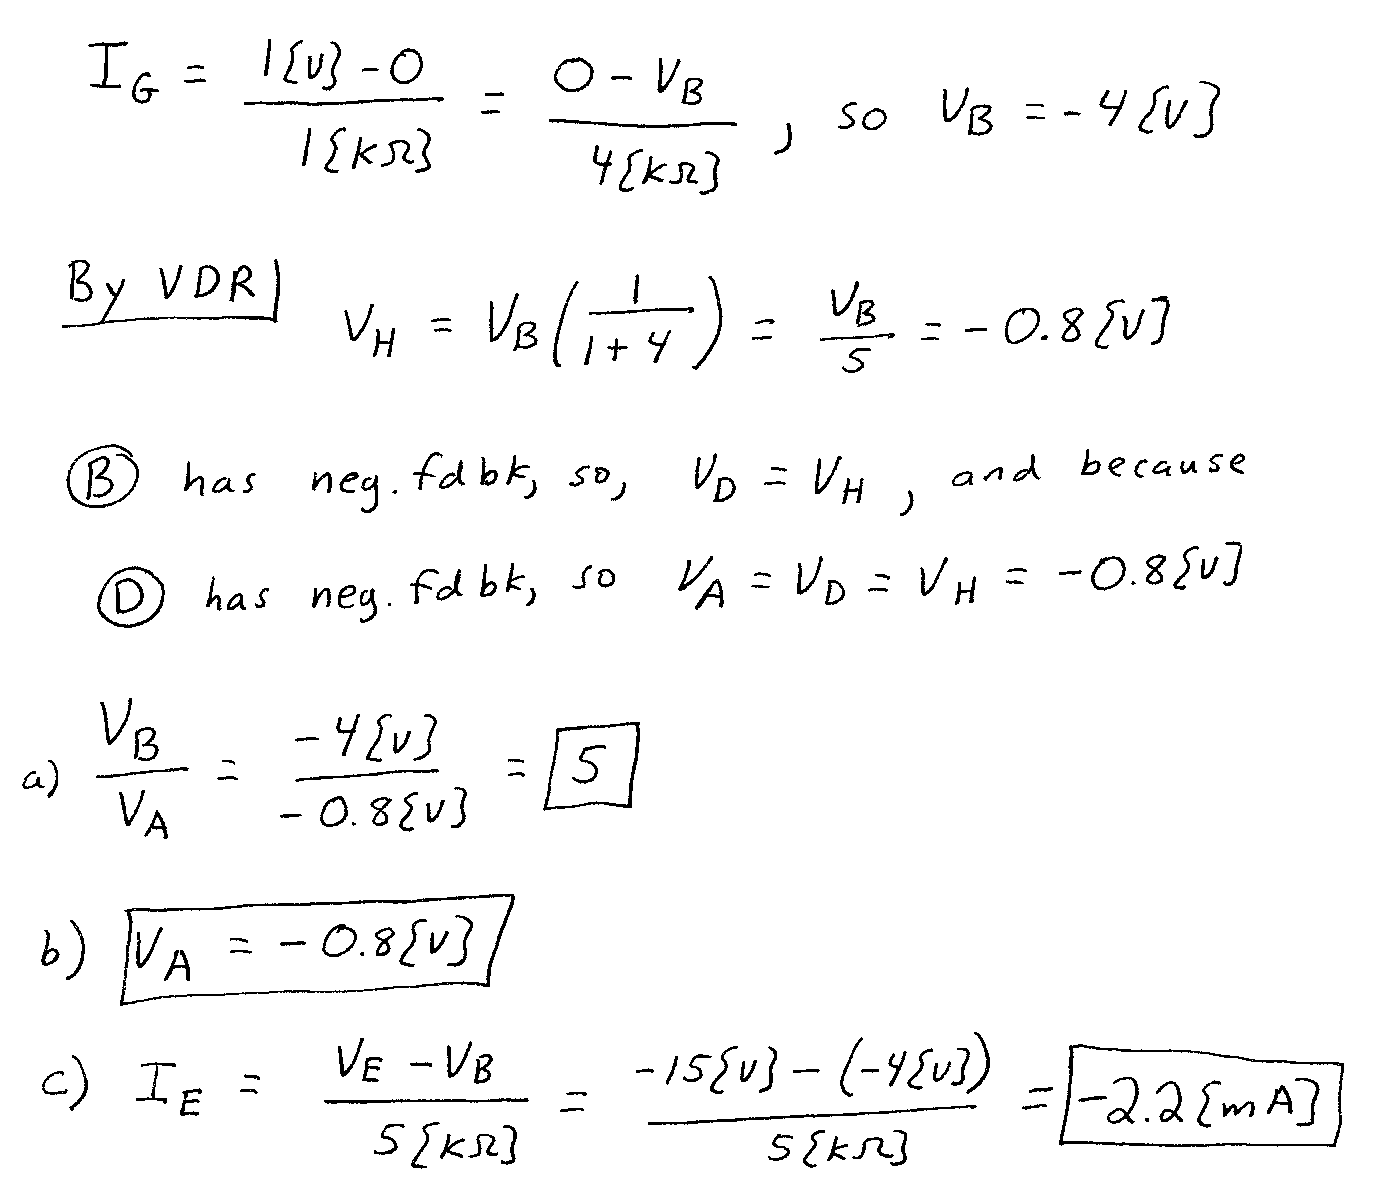 I_G = (1{V} - 0)/(1{kΩ}) = (0 - V_B)/(4{kΩ}), so V_B = -4{V}
By VDR| V_H = V_B(1/(1+4)) = V_B/5 = -0.8{V}
Ⓑ has neg. fdbk, so, V_D = V_H, and because
Ⓓ has neg. fdbk, so V_A = V_D = V_H = -0.8{V}
a) V_B/V_A = -4{V}/-0.8{V} = 5
b) V_A = -0.8{V}
c) I_E = (V_E - V_B)/(5{kΩ}) = (-15{V} - (-4{V}))/(5{kΩ}) = -2.2{mA}